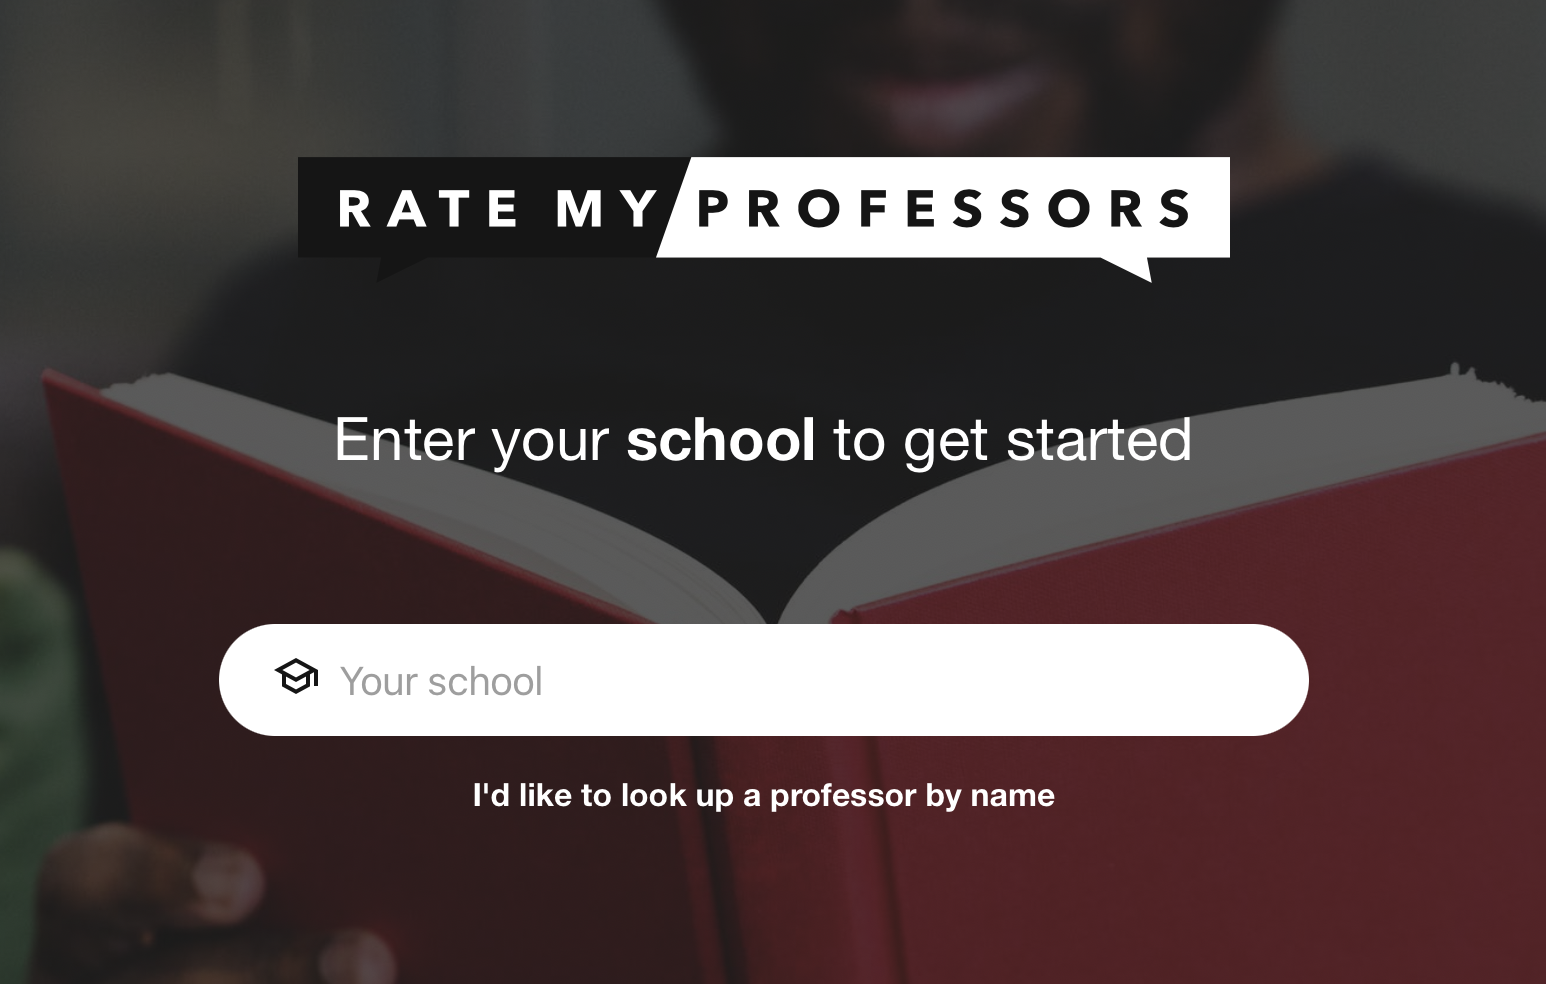 RATE MY PROFESSORS
Enter your school to get started
Your school
I'd like to look up a professor by name